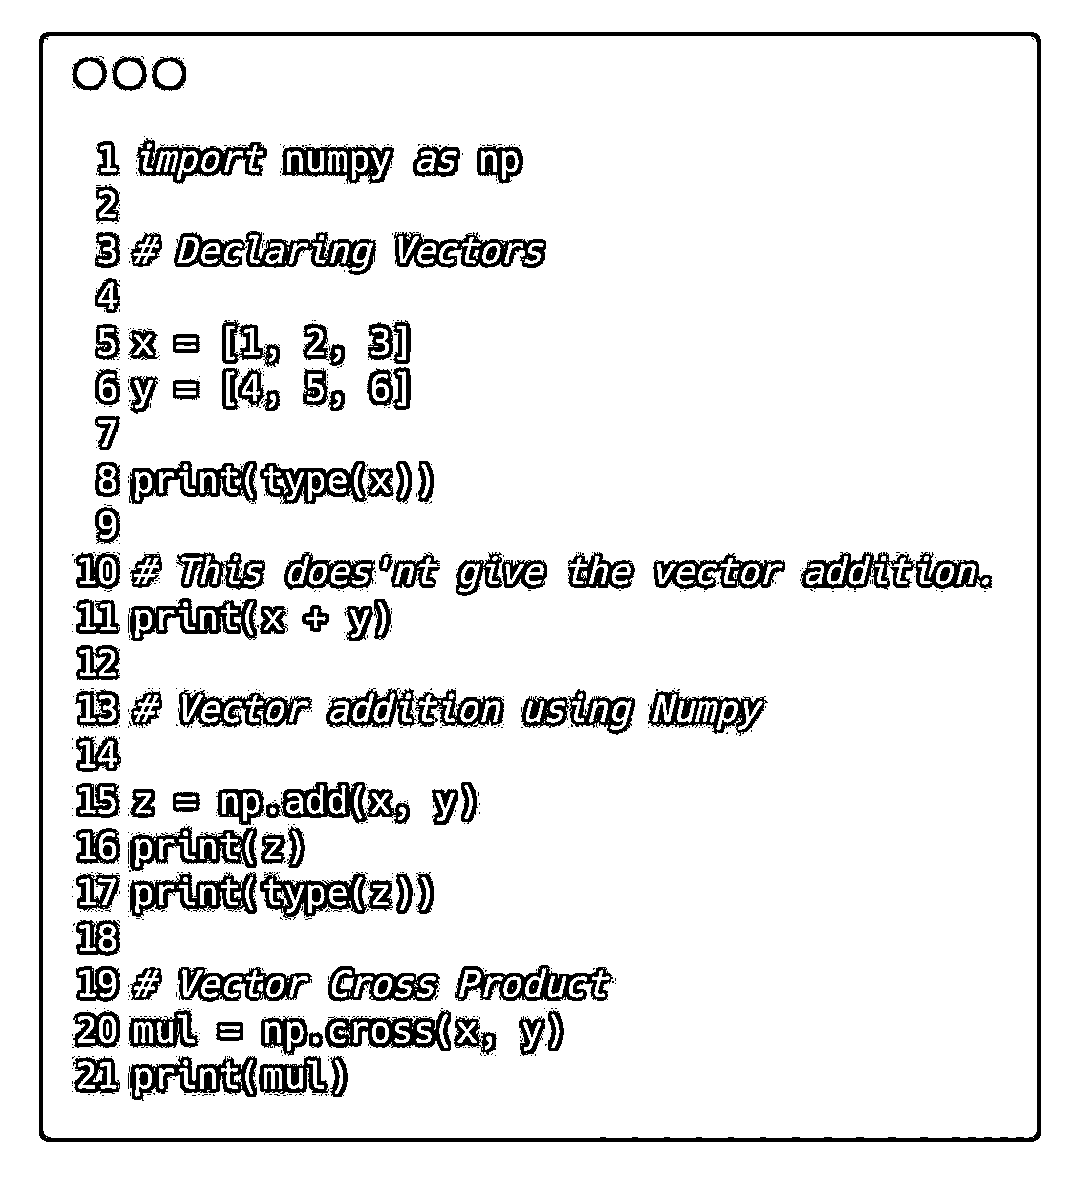 1 import numpy as np
2
3 # Declaring Vectors
4
5 x = [1, 2, 3]
6 y = [4, 5, 6]
7
8 print(type(x))
9
10 # This does'nt give the vector addition.
11 print(x + y)
12
13 # Vector addition using Numpy
14
15 z = np.add(x, y)
16 print(z)
17 print(type(z))
18
19 # Vector Cross Product
20 mul = np.cross(x, y)
21 print(mul)